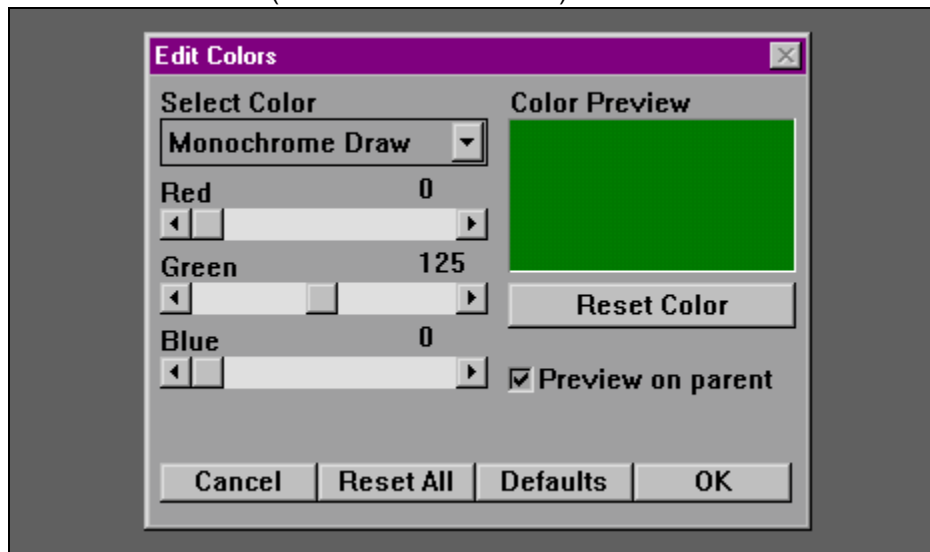 Edit Colors
Select Color
Monochrome Draw
Red 0
Green 125
Blue 0
Color Preview
Reset Color
Preview on parent
Cancel Reset All Defaults OK